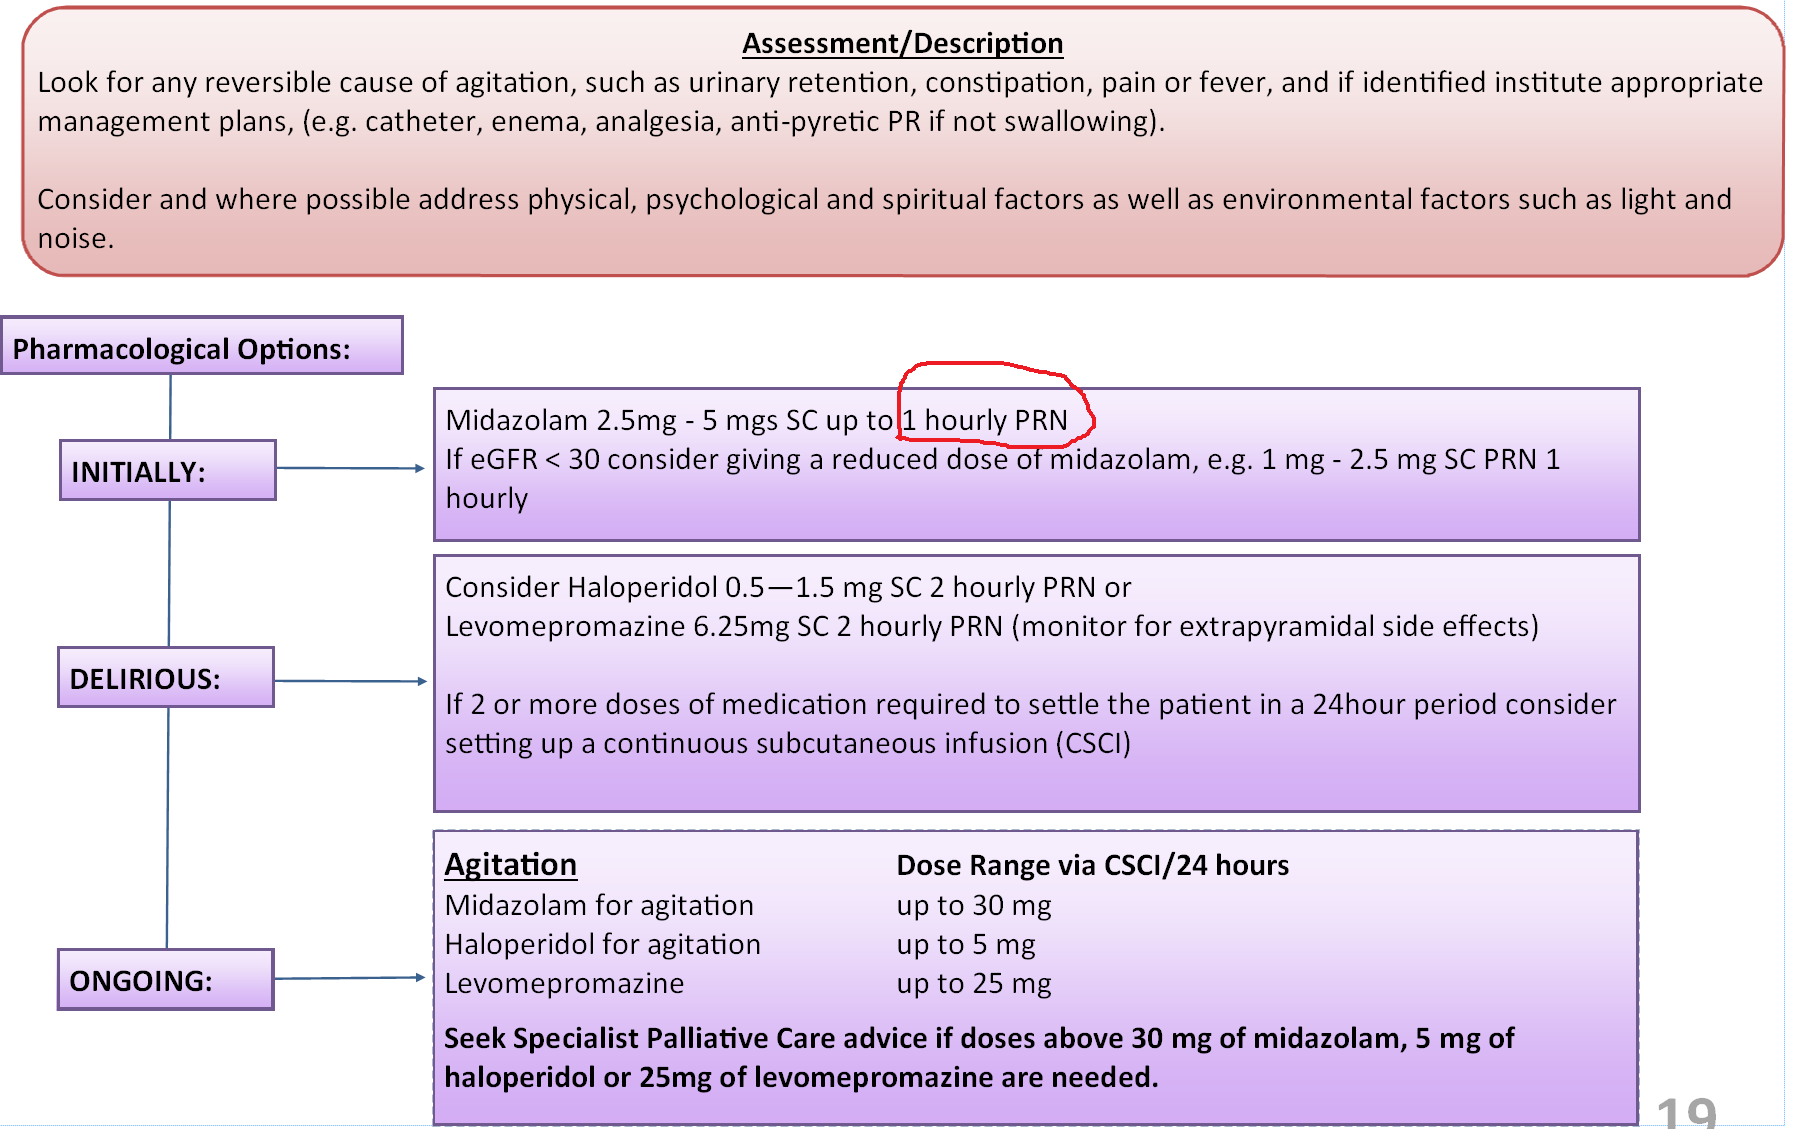 Assessment/Description
Look for any reversible cause of agitation, such as urinary retention, constipation, pain or fever, and if identified institute appropriate
management plans, (e.g. catheter, enema, analgesia, anti-pyretic PR if not swallowing).
Consider and where possible address physical, psychological and spiritual factors as well as environmental factors such as light and
noise.
Pharmacological Options:
INITIALLY:
Midazolam 2.5mg - 5 mgs SC up to 1 hourly PRN
If eGFR < 30 consider giving a reduced dose of midazolam, e.g. 1 mg - 2.5 mg SC PRN 1
hourly
DELIRIOUS:
Consider Haloperidol 0.5—1.5 mg SC 2 hourly PRN or
Levomepromazine 6.25mg SC 2 hourly PRN (monitor for extrapyramidal side effects)
If 2 or more doses of medication required to settle the patient in a 24hour period consider
setting up a continuous subcutaneous infusion (CSCI)
ONGOING:
Agitation Dose Range via CSCI/24 hours
Midazolam for agitation up to 30 mg
Haloperidol for agitation up to 5 mg
Levomepromazine up to 25 mg
Seek Specialist Palliative Care advice if doses above 30 mg of midazolam, 5 mg of
haloperidol or 25mg of levomepromazine are needed.
19